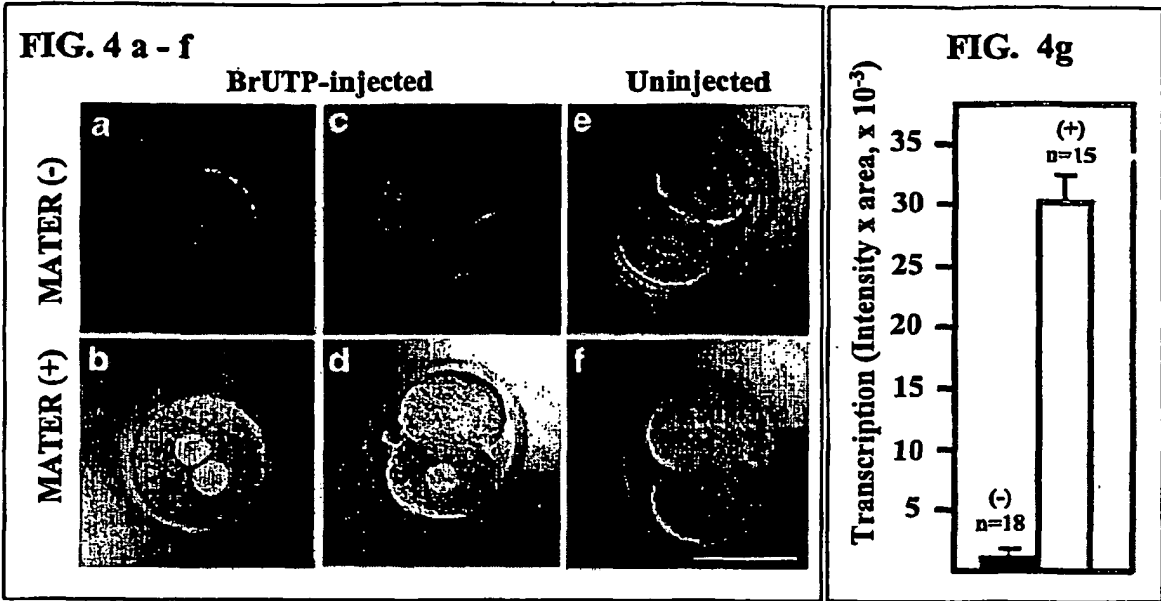 FIG. 4 a - f
BrUTP-injected
Uninjected
MATER (-)
a
c
e
MATER (+)
b
d
f
FIG. 4g
Transcription (Intensity x area, x 10⁻³)
35
30
25
20
15
10
5
(+)
n=15
(-)
n=18